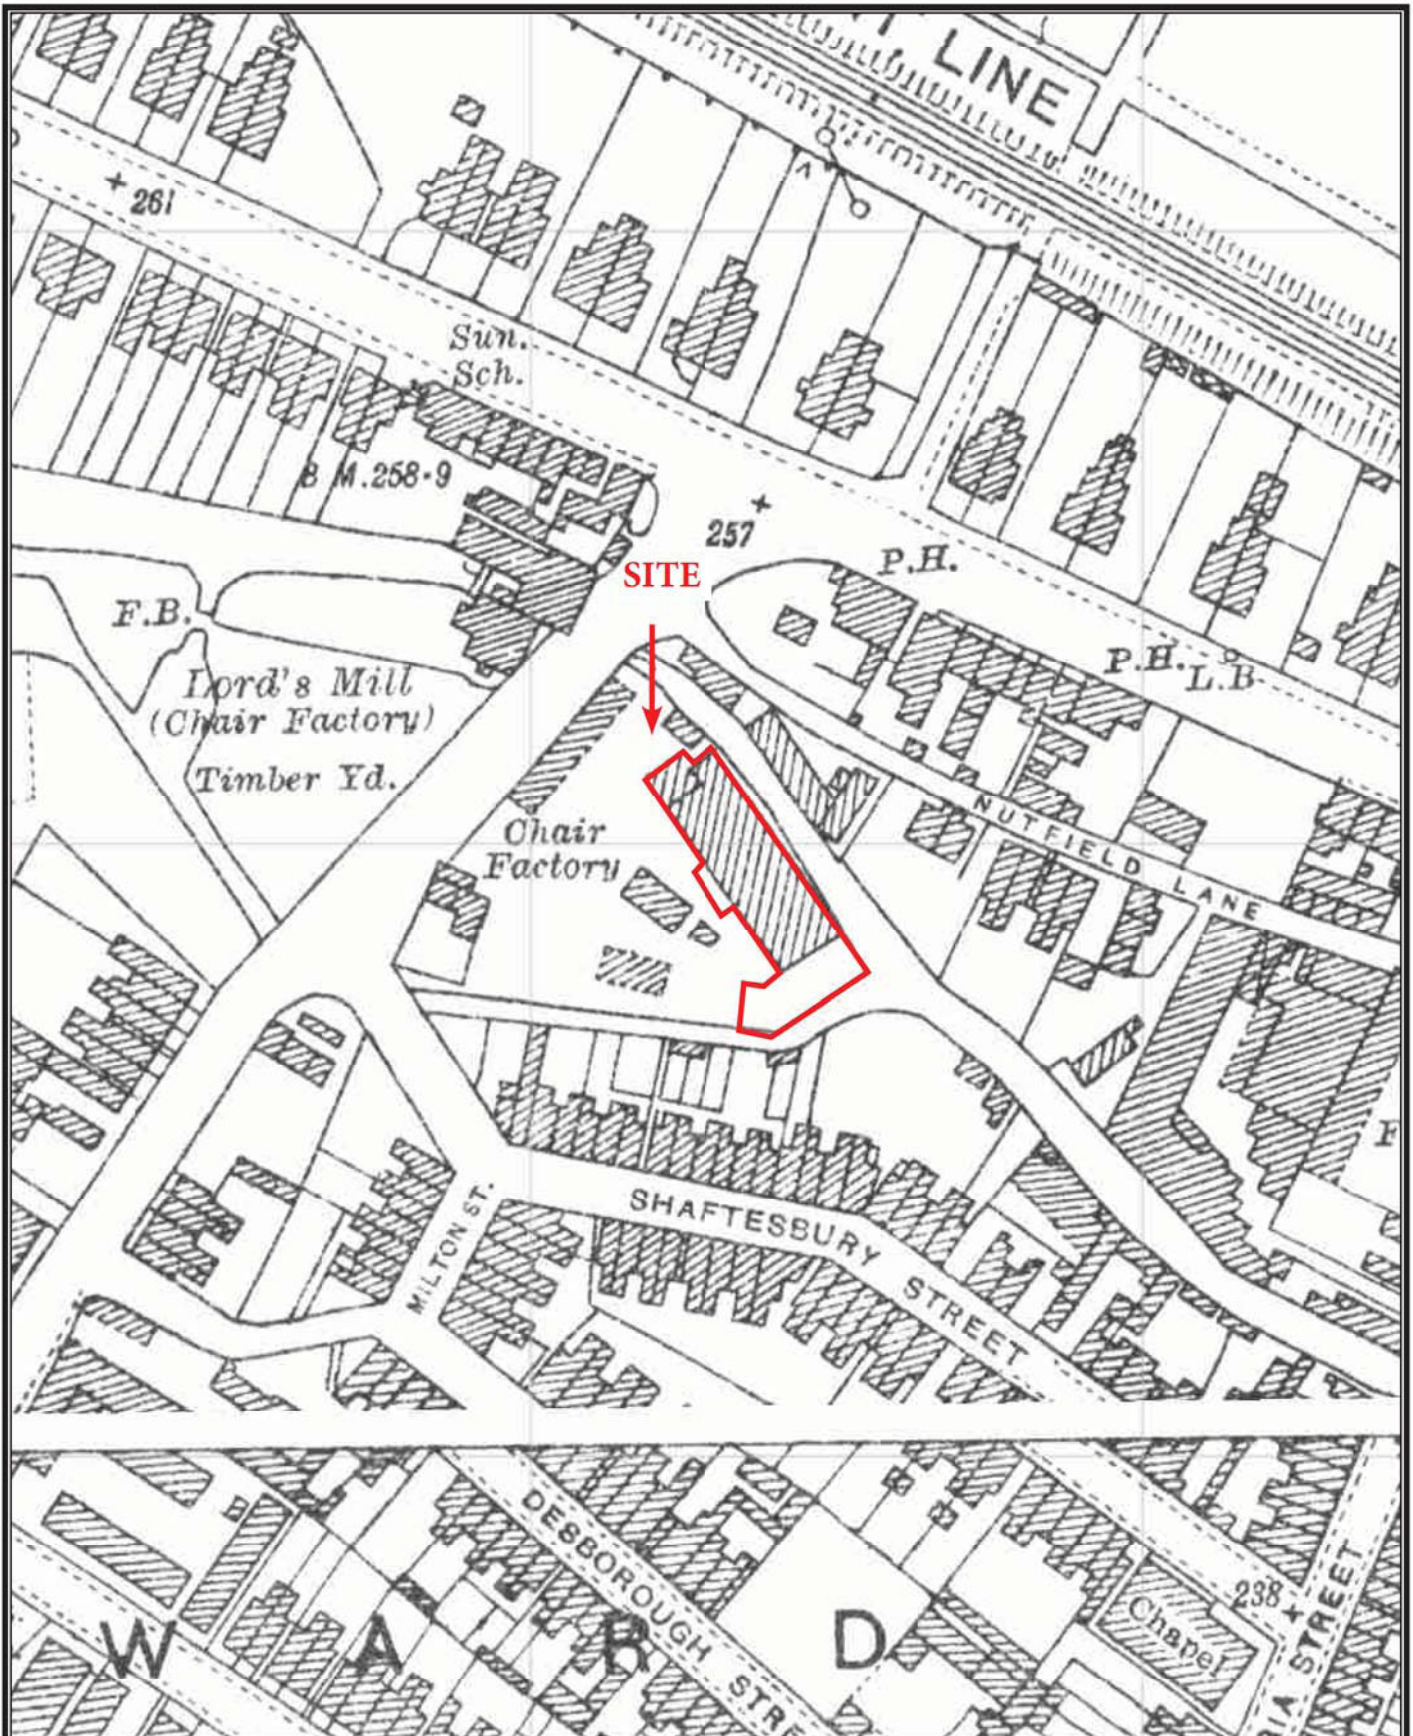 T LINE
261
Sun.
Sch.
B M.258·9
257
P.H.
SITE
F.B.
P.H.
L.B
Lord's Mill
(Chair Factory)
Timber Yd.
Chair
Factory
NUTFIELD LANE
F
SHAFTESBURY STREET
MILTON ST.
DESBOROUGH STRE
238
Chapel
W A R D
IA STREET